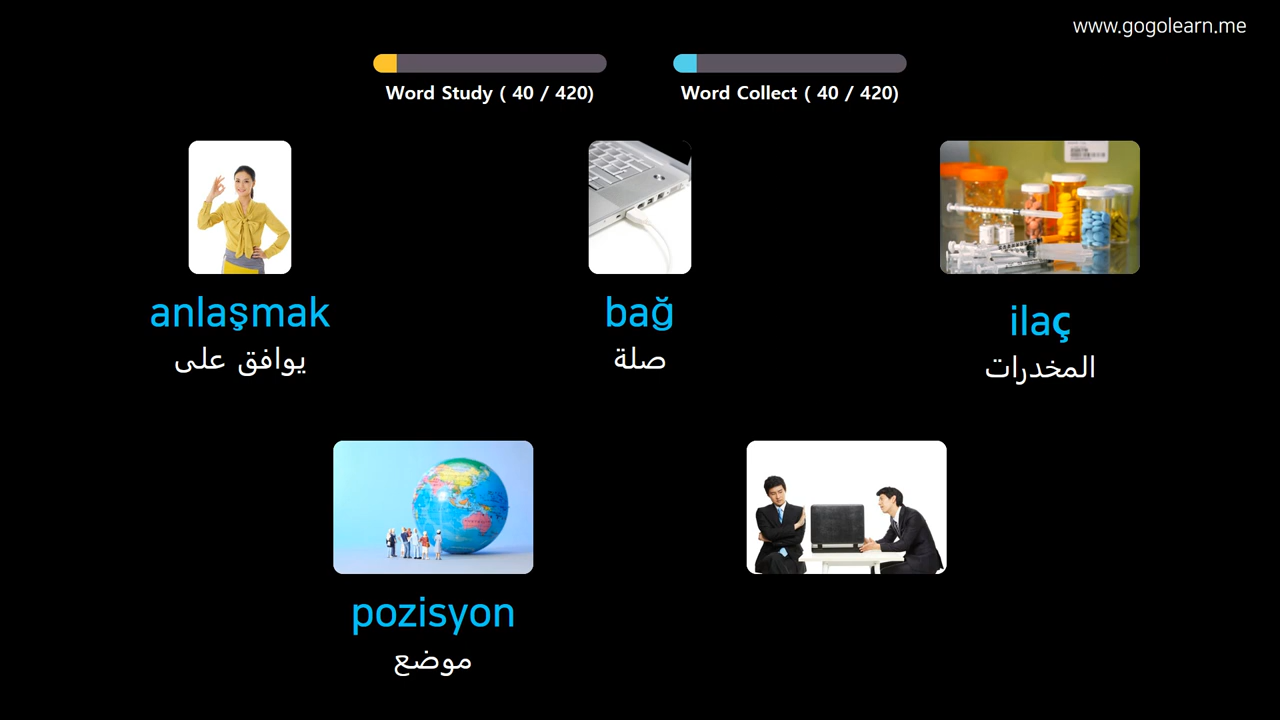 www.gogolearn.me
Word Study ( 40 / 420)
Word Collect ( 40 / 420)
anlaşmak
يوافق على
bağ
صلة
ilaç
المخدرات
pozisyon
موضع